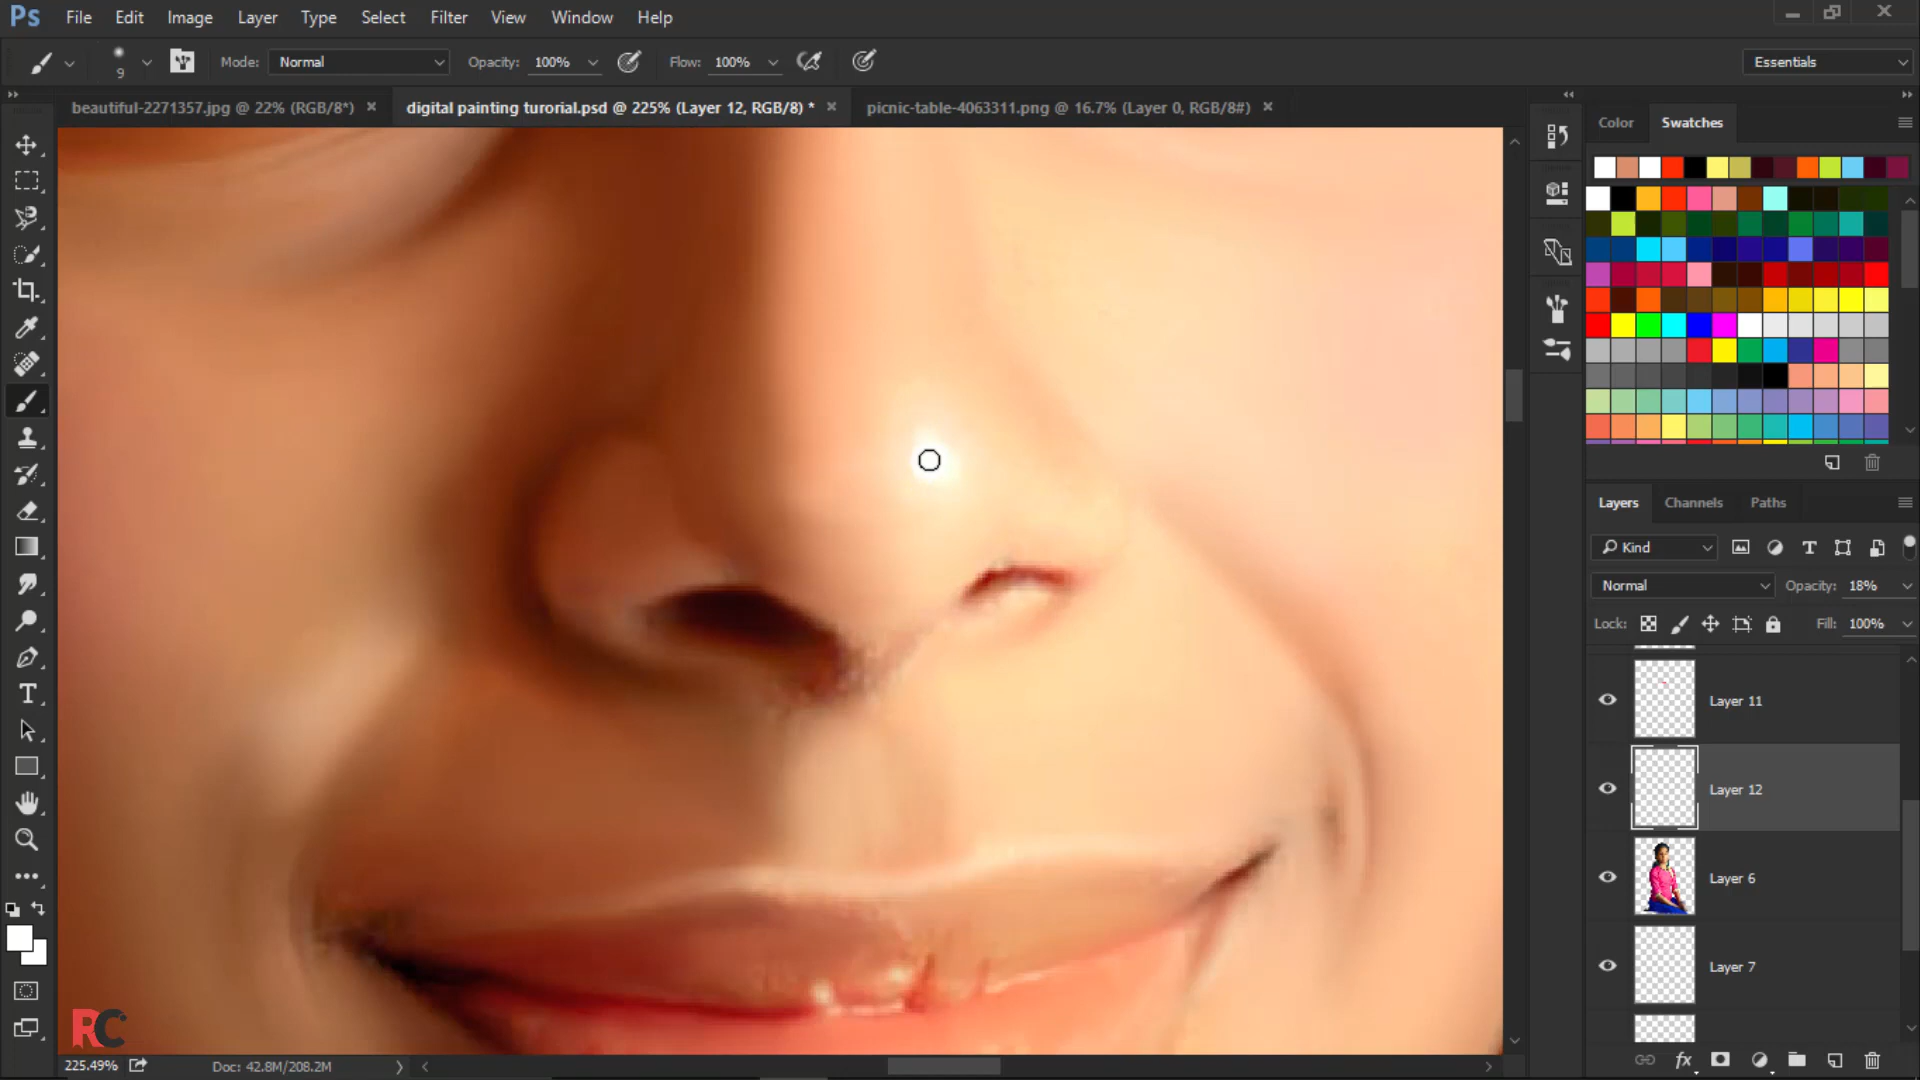 Ps File Edit Image Layer Type Select Filter View Window Help
9 Mode: Normal Opacity: 100% Flow: 100% Essentials
beautiful-2271357.jpg @ 22% (RGB/8*) × digital painting turorial.psd @ 225% (Layer 12, RGB/8) * × picnic-table-4063311.png @ 16.7% (Layer 0, RGB/8#) ×
Color Swatches
Layers Channels Paths
Kind
Normal Opacity: 18%
Lock: Fill: 100%
Layer 11
Layer 12
Layer 6
Layer 7
RC
225.49% Doc: 42.8M/208.2M
fx